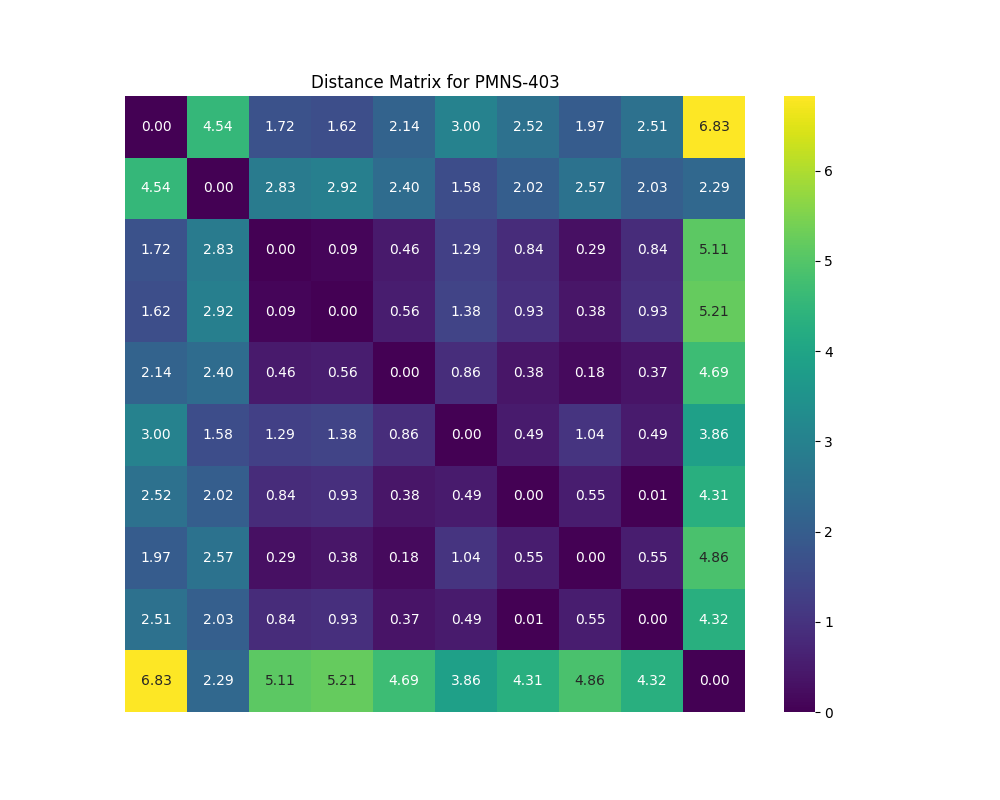 Distance Matrix for PMNS-403
0.00 4.54 1.72 1.62 2.14 3.00 2.52 1.97 2.51 6.83
4.54 0.00 2.83 2.92 2.40 1.58 2.02 2.57 2.03 2.29
1.72 2.83 0.00 0.09 0.46 1.29 0.84 0.29 0.84 5.11
1.62 2.92 0.09 0.00 0.56 1.38 0.93 0.38 0.93 5.21
2.14 2.40 0.46 0.56 0.00 0.86 0.38 0.18 0.37 4.69
3.00 1.58 1.29 1.38 0.86 0.00 0.49 1.04 0.49 3.86
2.52 2.02 0.84 0.93 0.38 0.49 0.00 0.55 0.01 4.31
1.97 2.57 0.29 0.38 0.18 1.04 0.55 0.00 0.55 4.86
2.51 2.03 0.84 0.93 0.37 0.49 0.01 0.55 0.00 4.32
6.83 2.29 5.11 5.21 4.69 3.86 4.31 4.86 4.32 0.00
6
5
4
3
2
1
0